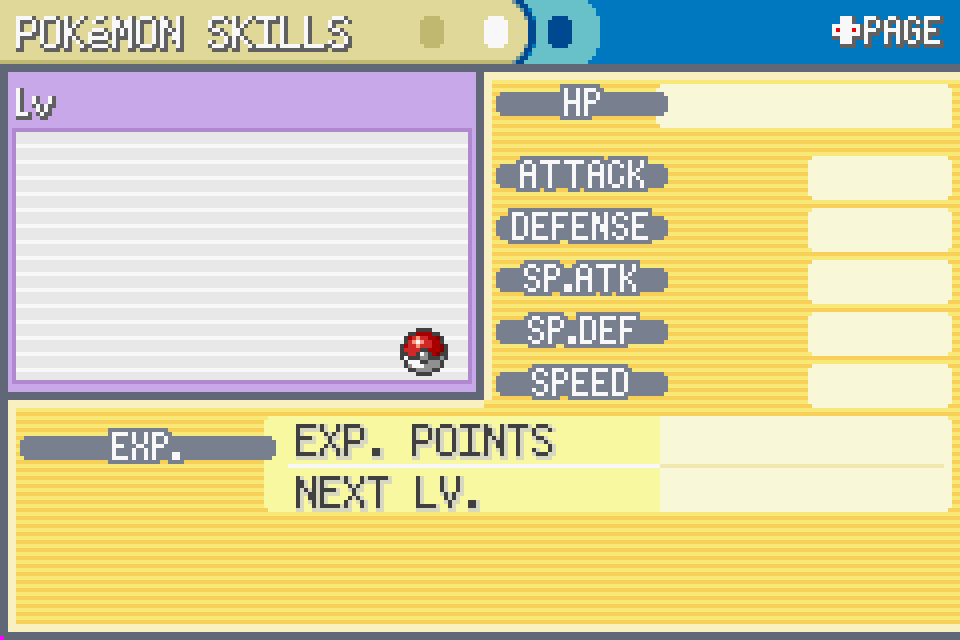 POKéMON SKILLS
PAGE
Lv
HP
ATTACK
DEFENSE
SP.ATK
SP.DEF
SPEED
EXP.
EXP. POINTS
NEXT LV.